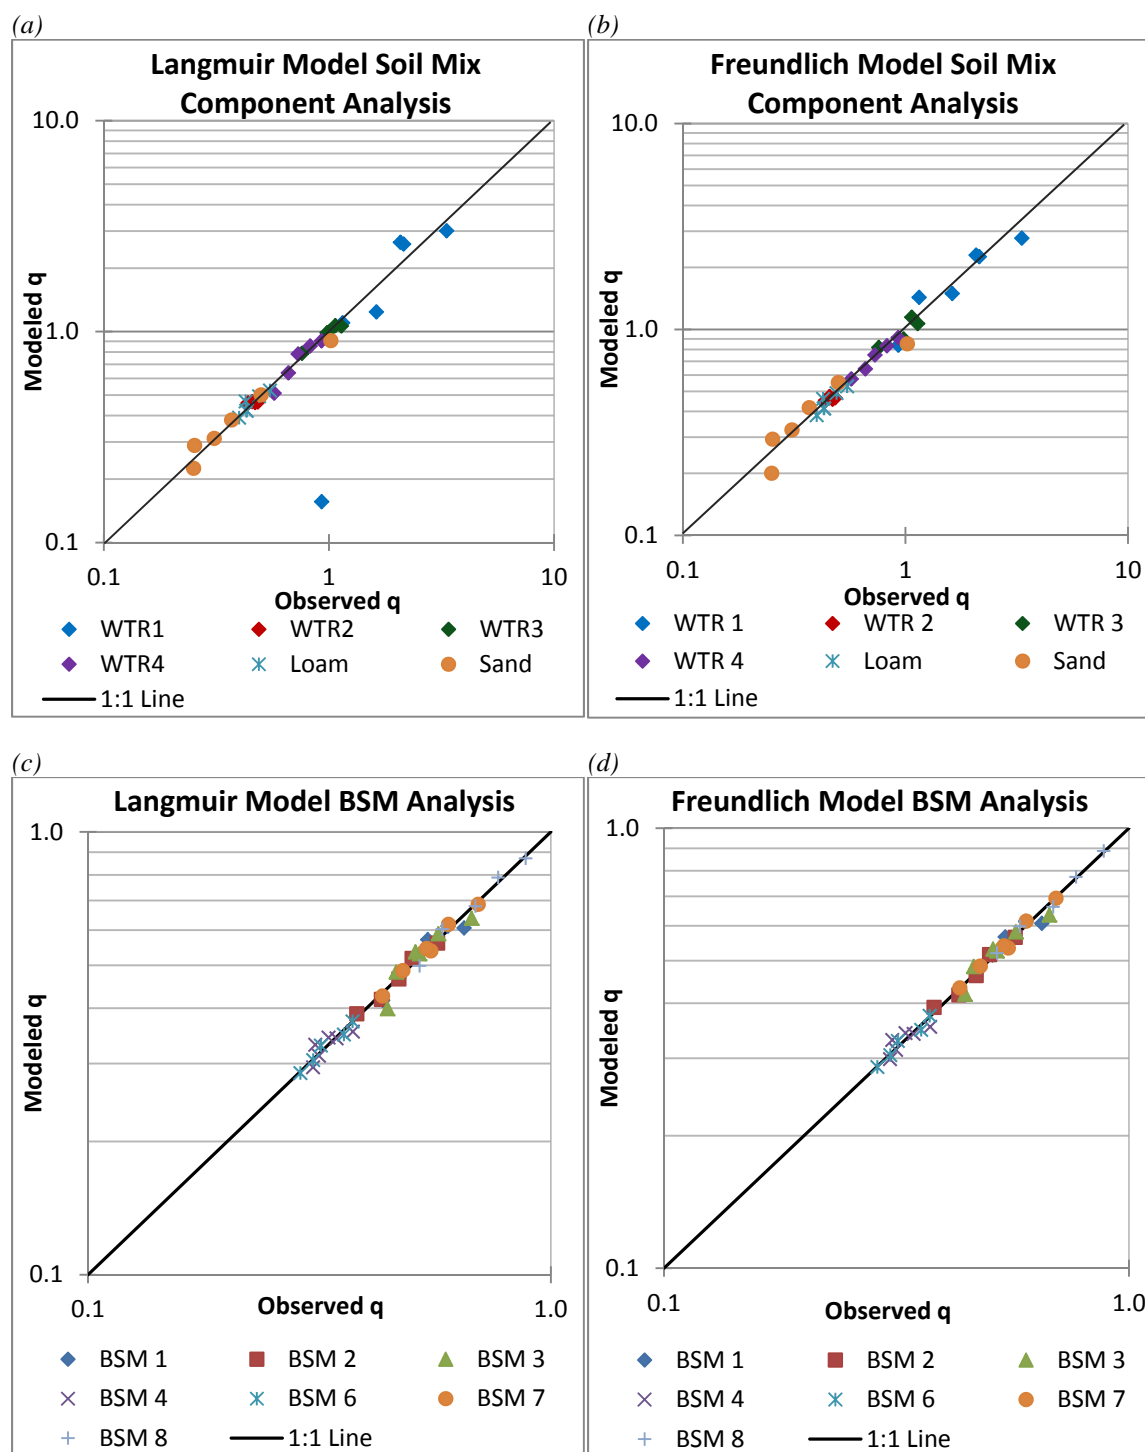 (a)
Langmuir Model Soil Mix
Component Analysis
10.0
1.0
0.1
Modeled q
0.1 1 10
Observed q
WTR1 WTR2 WTR3
WTR4 Loam Sand
1:1 Line
(b)
Freundlich Model Soil Mix
Component Analysis
10.0
1.0
0.1
Modeled q
0.1 1 10
Observed q
WTR 1 WTR 2 WTR 3
WTR 4 Loam Sand
1:1 Line
(c)
Langmuir Model BSM Analysis
1.0
0.1
Modeled q
0.1 1.0
Observed q
BSM 1 BSM 2 BSM 3
BSM 4 BSM 6 BSM 7
BSM 8 1:1 Line
(d)
Freundlich Model BSM Analysis
1.0
0.1
Modeled q
0.1 1.0
Observed q
BSM 1 BSM 2 BSM 3
BSM 4 BSM 6 BSM 7
BSM 8 1:1 Line